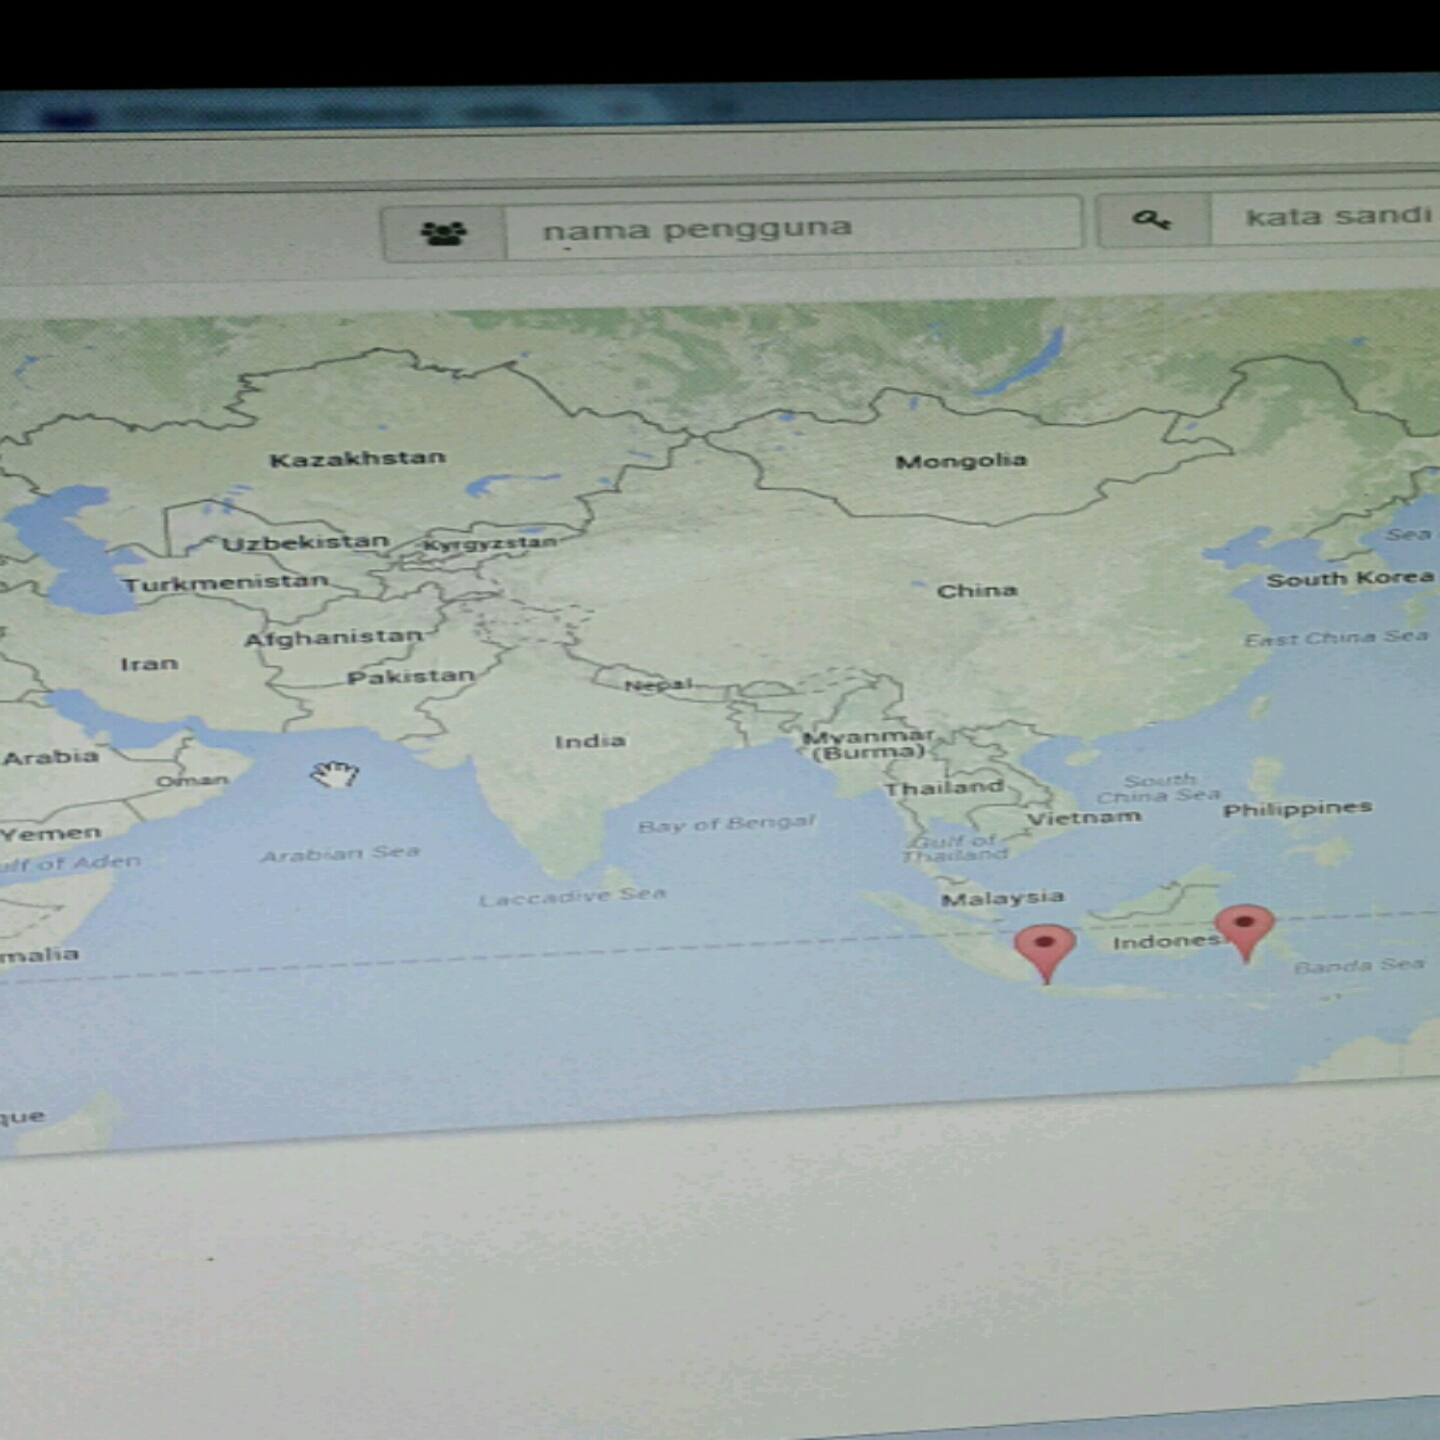 nama pengguna
kata sandi
Kazakhstan
Mongolia
Uzbekistan
Kyrgyzstan
Sea
Turkmenistan
China
South Korea
Afghanistan
East China Sea
Iran
Pakistan
Nepal
India
Myanmar
(Burma)
Arabia
Oman
Thailand
South
China Sea
Vietnam
Philippines
Yemen
Bay of Bengal
ulf of Aden
Arabian Sea
Gulf of
Thailand
Laccadive Sea
Malaysia
malia
Indones
Banda Sea
que